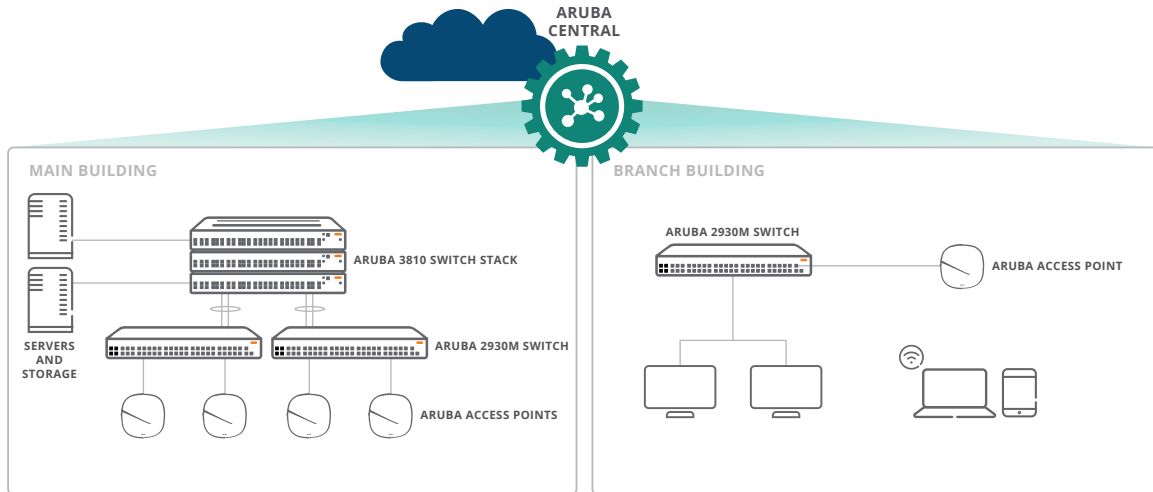 ARUBA
CENTRAL
MAIN BUILDING
BRANCH BUILDING
ARUBA 3810 SWITCH STACK
SERVERS
AND
STORAGE
ARUBA 2930M SWITCH
ARUBA ACCESS POINTS
ARUBA 2930M SWITCH
ARUBA ACCESS POINT